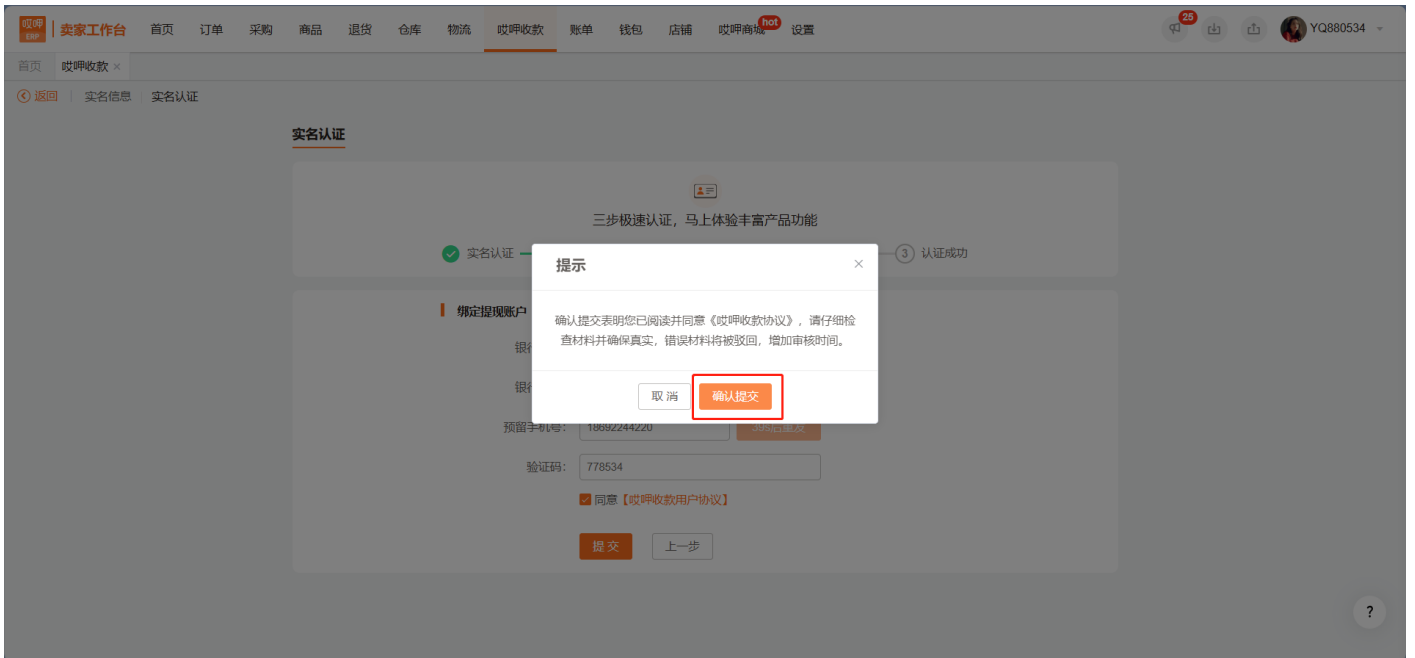 哎呷 ERP 卖家工作台 首页 订单 采购 商品 退货 仓库 物流 哎呷收款 账单 钱包 店铺 哎呷商城 hot 设置 25 YQ880534
首页 哎呷收款 ×
返回 实名信息 实名认证
实名认证
三步极速认证，马上体验丰富产品功能
实名认证 3 认证成功
提示 ×
绑定提现账户
确认提交表明您已阅读并同意《哎呷收款协议》，请仔细检
查材料并确保真实，错误材料将被驳回，增加审核时间。
银行
银行
取 消 确认提交
预留手机号： 18692244220 39s后重发
验证码： 778534
同意【哎呷收款用户协议】
提 交 上一步
?